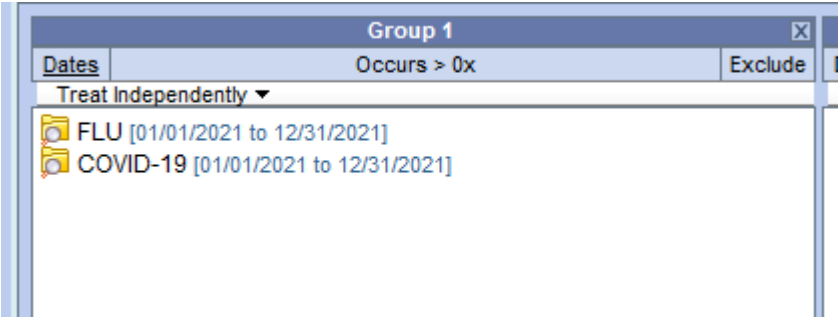 Group 1 X
Dates Occurs > 0x Exclude
Treat Independently
FLU [01/01/2021 to 12/31/2021]
COVID-19 [01/01/2021 to 12/31/2021]